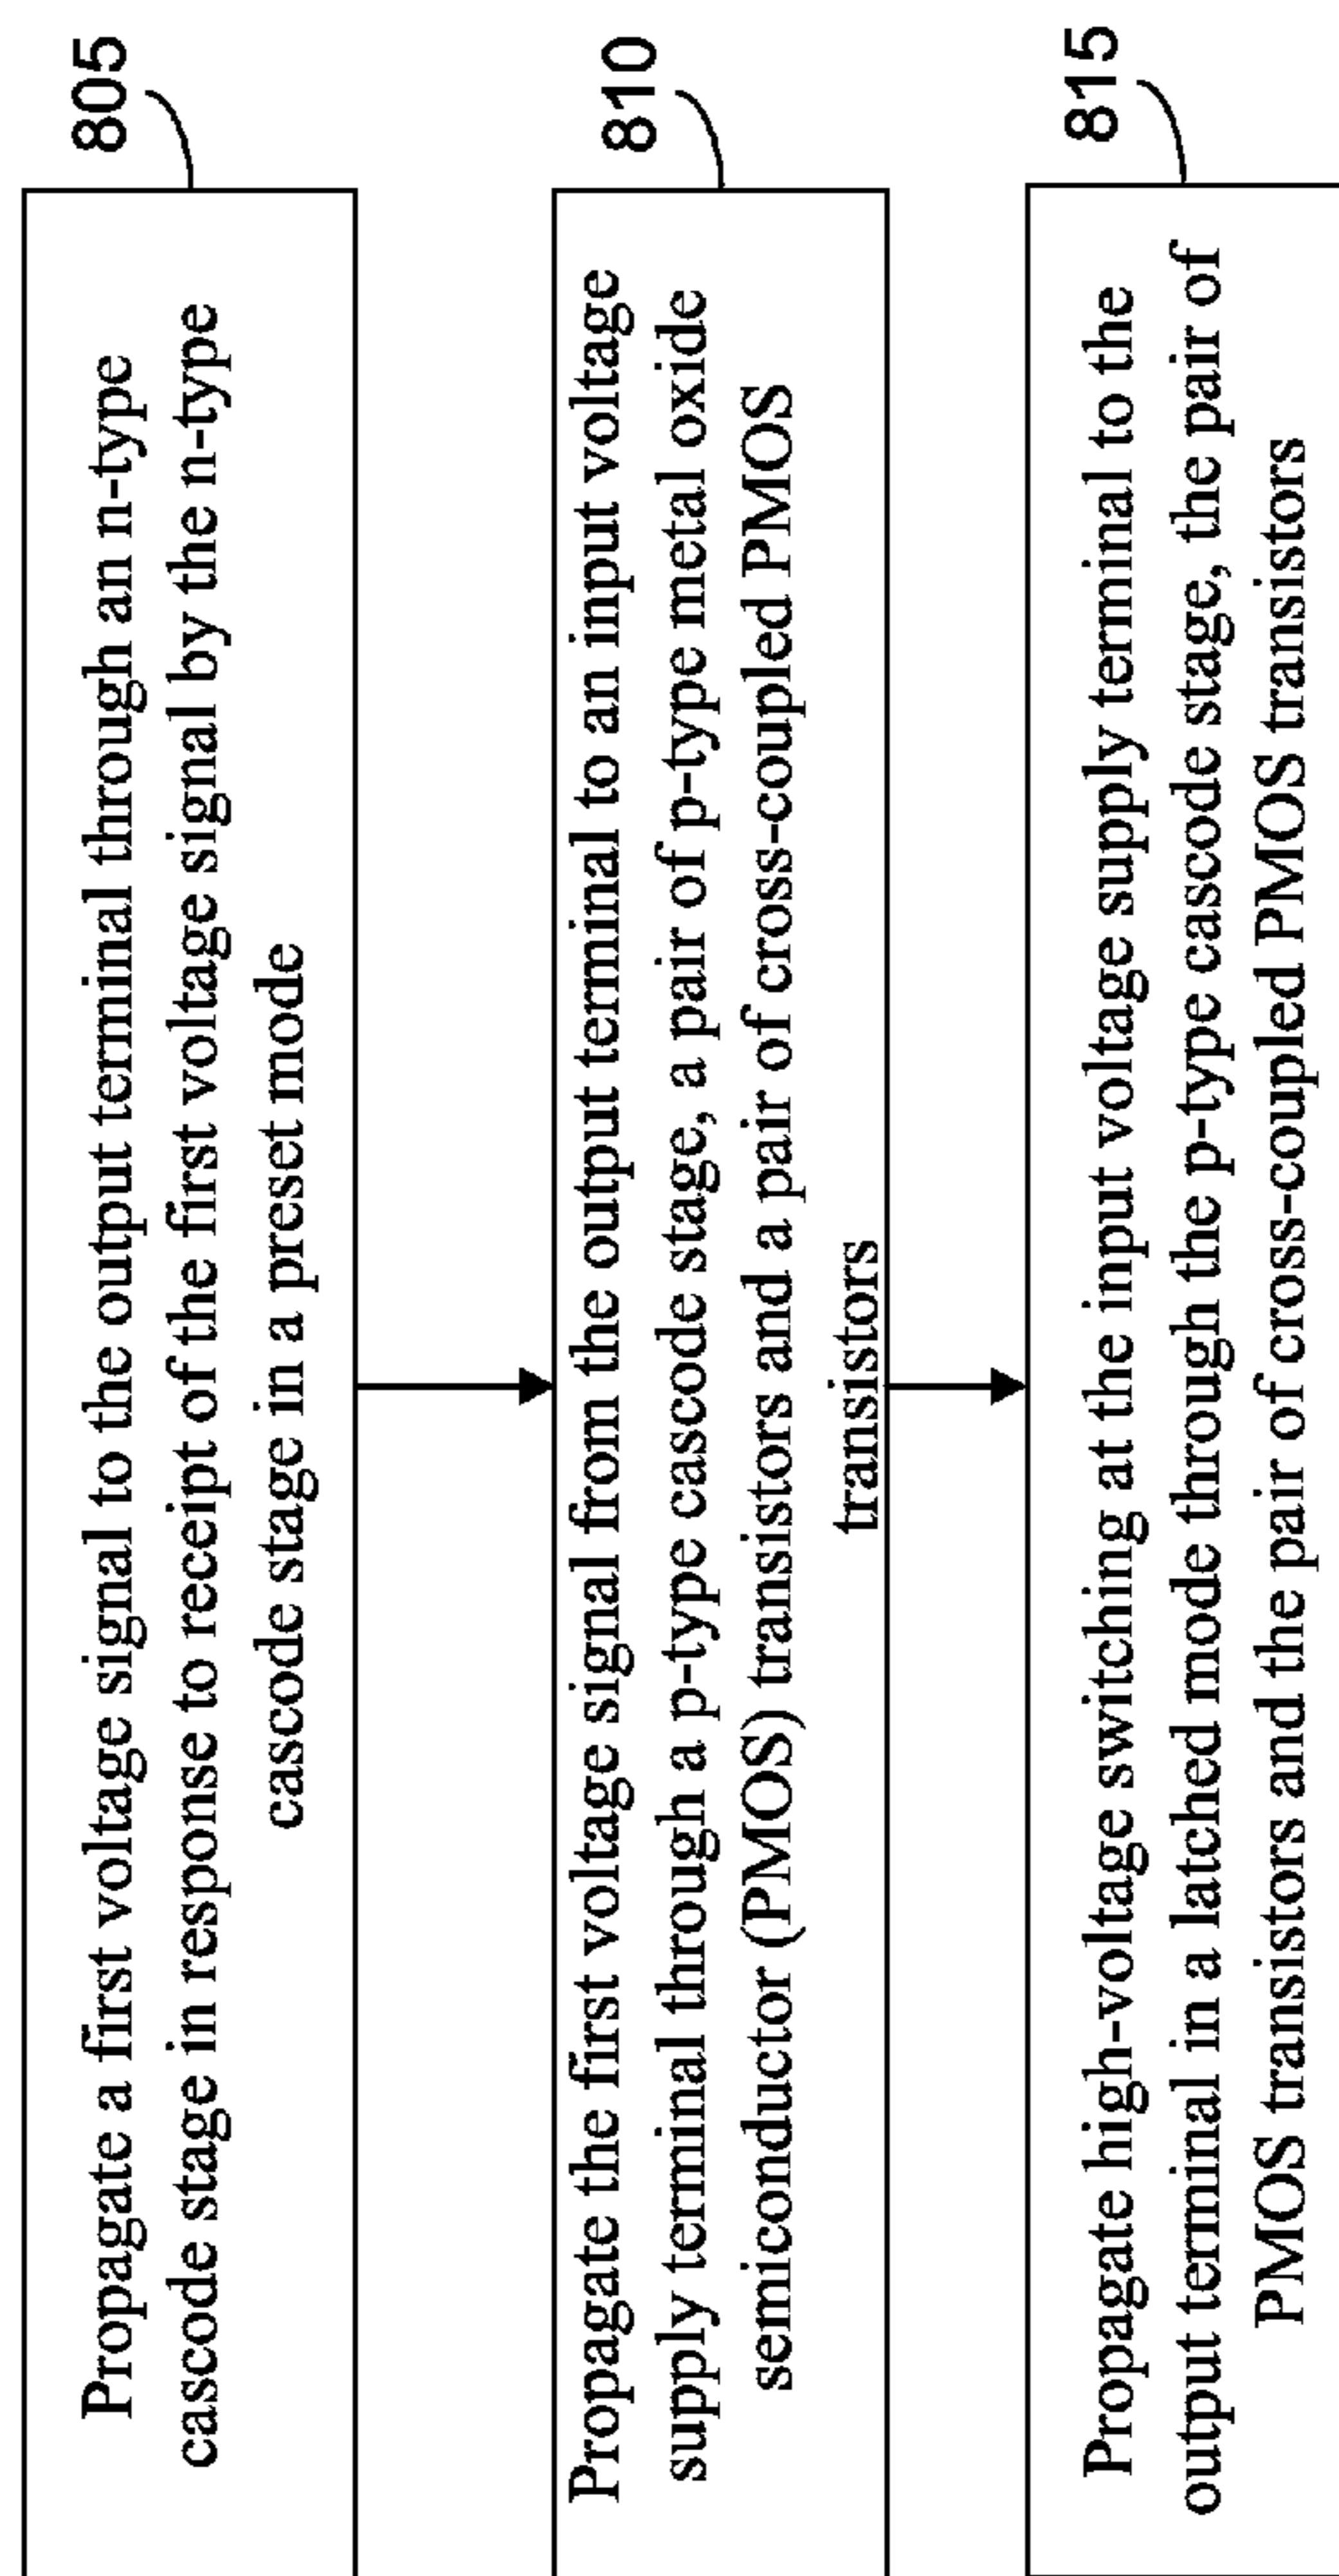 805
Propagate a first voltage signal to the output terminal through an n-type
cascode stage in response to receipt of the first voltage signal by the n-type
cascode stage in a preset mode
810
Propagate the first voltage signal from the output terminal to an input voltage
supply terminal through a p-type cascode stage, a pair of p-type metal oxide
semiconductor (PMOS) transistors and a pair of cross-coupled PMOS
transistors
815
Propagate high-voltage switching at the input voltage supply terminal to the
output terminal in a latched mode through the p-type cascode stage, the pair of
PMOS transistors and the pair of cross-coupled PMOS transistors